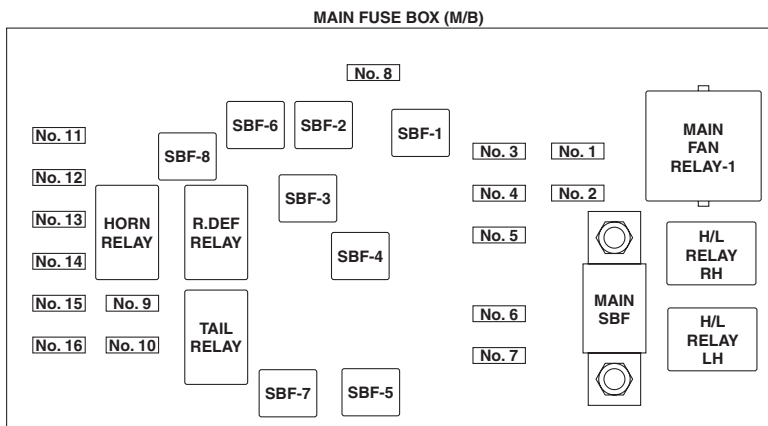 MAIN FUSE BOX (M/B)
No. 8
SBF-6
SBF-2
SBF-1
No. 11
SBF-8
No. 3
No. 1
MAIN
FAN
RELAY-1
No. 12
SBF-3
No. 4
No. 2
No. 13
HORN
RELAY
R.DEF
RELAY
No. 5
H/L
RELAY
RH
No. 14
SBF-4
No. 15
No. 9
MAIN
SBF
No. 6
TAIL
RELAY
H/L
RELAY
LH
No. 16
No. 10
No. 7
SBF-7
SBF-5